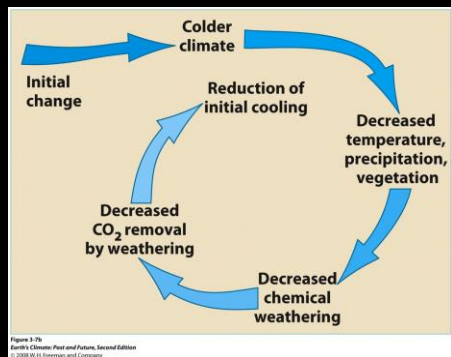 Colder
climate
Initial
change
Reduction of
initial cooling
Decreased
temperature,
precipitation,
vegetation
Decreased
CO₂ removal
by weathering
Decreased
chemical
weathering
Figure 3-7b
Earth's Climate: Past and Future, Second Edition
© 2008 W.H. Freeman and Company